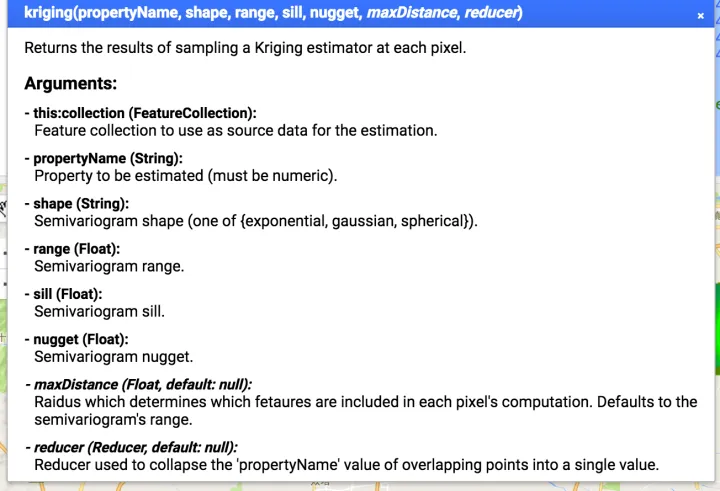 kriging(propertyName, shape, range, sill, nugget, maxDistance, reducer)
×
Returns the results of sampling a Kriging estimator at each pixel.
Arguments:
- this:collection (FeatureCollection):
Feature collection to use as source data for the estimation.
- propertyName (String):
Property to be estimated (must be numeric).
- shape (String):
Semivariogram shape (one of {exponential, gaussian, spherical}).
- range (Float):
Semivariogram range.
- sill (Float):
Semivariogram sill.
- nugget (Float):
Semivariogram nugget.
- maxDistance (Float, default: null):
Raidus which determines which fetaures are included in each pixel's computation. Defaults to the
semivariogram's range.
- reducer (Reducer, default: null):
Reducer used to collapse the 'propertyName' value of overlapping points into a single value.